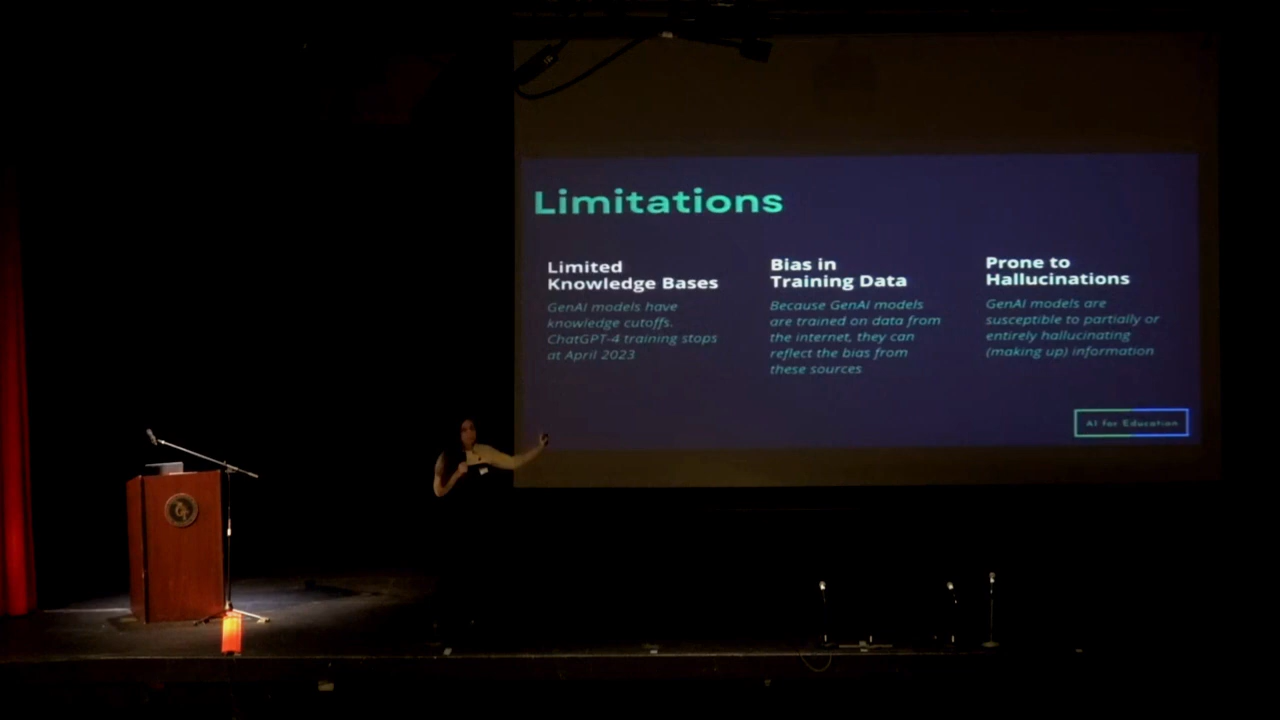 Limitations
Limited
Knowledge Bases
GenAI models have
knowledge cutoffs.
ChatGPT-4 training stops
at April 2023
Bias in
Training Data
Because GenAI models
are trained on data from
the internet, they can
reflect the bias from
these sources
Prone to
Hallucinations
GenAI models are
susceptible to partially or
entirely hallucinating
(making up) information
AI for Education